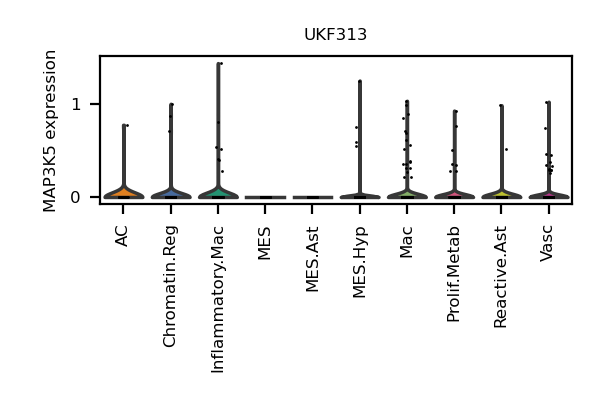 UKF313
MAP3K5 expression
1
0
AC
Chromatin.Reg
Inflammatory.Mac
MES
MES.Ast
MES.Hyp
Mac
Prolif.Metab
Reactive.Ast
Vasc